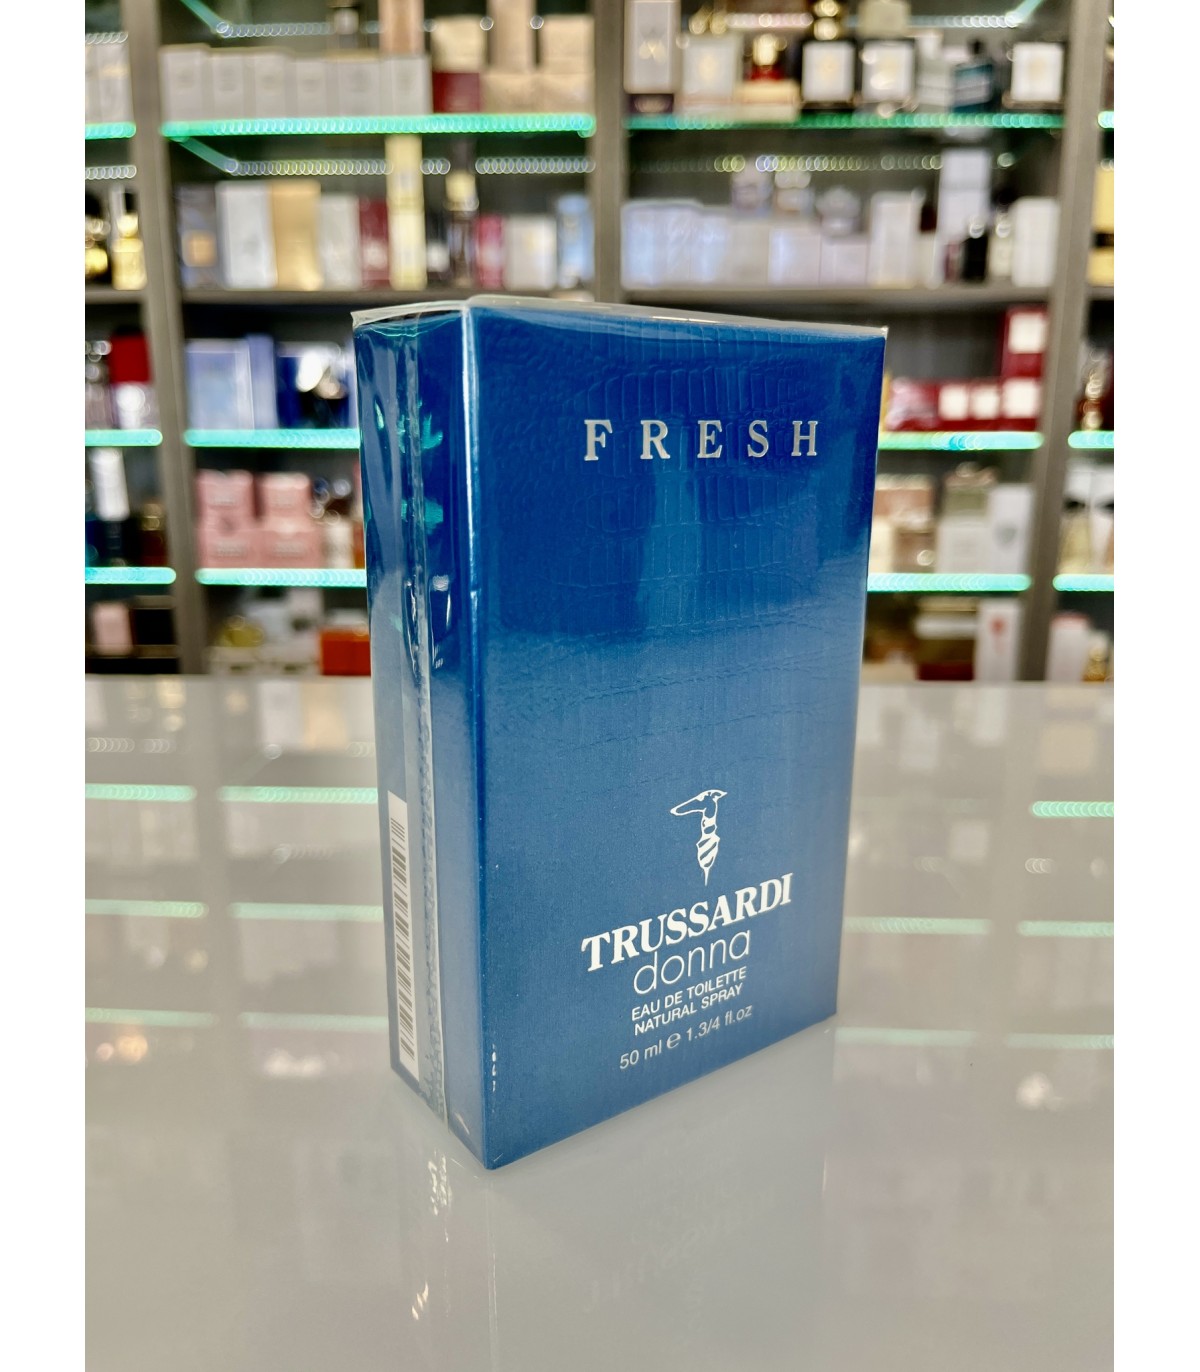 FRESH
TRUSSARDI
donna
EAU DE TOILETTE
NATURAL SPRAY
50 ml ℮ 1.3/4 fl.oz